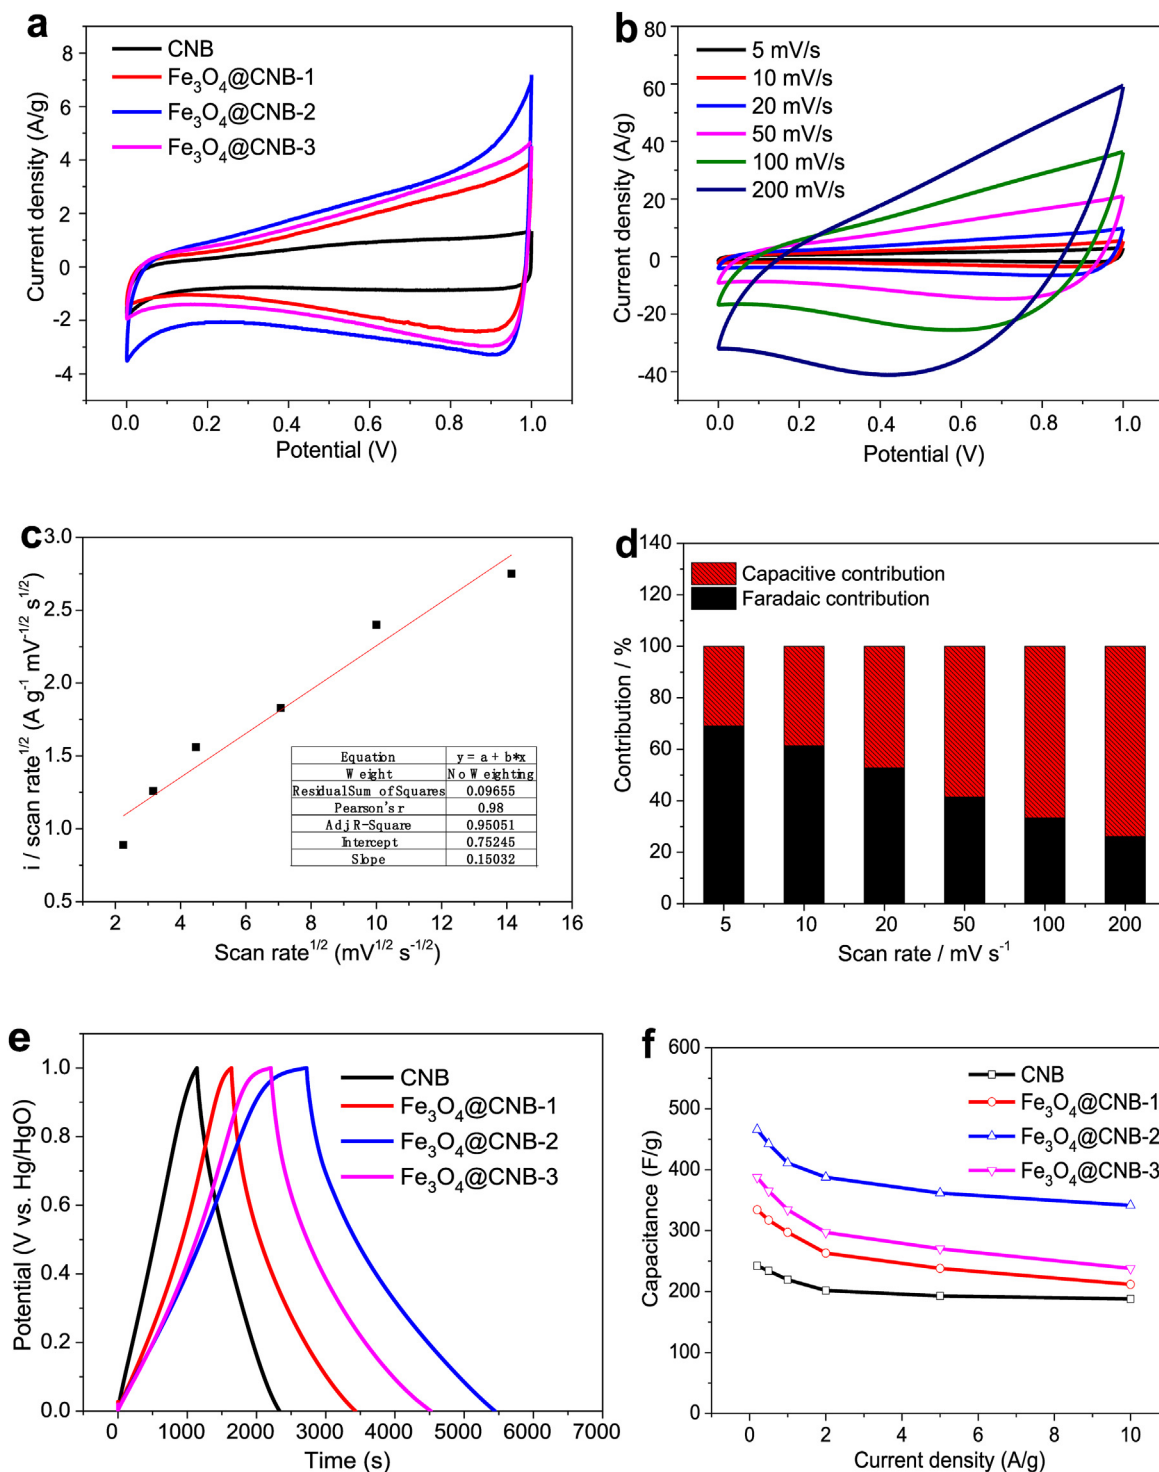 a
CNB
Fe₃O₄@CNB-1
Fe₃O₄@CNB-2
Fe₃O₄@CNB-3
Current density (A/g)
8
6
4
2
0
-2
-4
0.0 0.2 0.4 0.6 0.8 1.0
Potential (V)
b
5 mV/s
10 mV/s
20 mV/s
50 mV/s
100 mV/s
200 mV/s
Current density (A/g)
80
60
40
20
0
-20
-40
0.0 0.2 0.4 0.6 0.8 1.0
Potential (V)
c
i / scan rate^1/2 (A g⁻¹ mV^-1/2 s^1/2)
3.0
2.5
2.0
1.5
1.0
0.5
Equation y = a + b*x
Weight No Weighting
Residual Sum of Squares 0.09655
Pearson's r 0.98
Adj R-Square 0.95051
Intercept 0.75245
Slope 0.15032
2 4 6 8 10 12 14 16
Scan rate^1/2 (mV^1/2 s^-1/2)
d
Capacitive contribution
Faradaic contribution
Contribution / %
140
120
100
80
60
40
20
0
5 10 20 50 100 200
Scan rate / mV s⁻¹
e
CNB
Fe₃O₄@CNB-1
Fe₃O₄@CNB-2
Fe₃O₄@CNB-3
Potential (V vs. Hg/HgO)
1.0
0.8
0.6
0.4
0.2
0.0
0 1000 2000 3000 4000 5000 6000 7000
Time (s)
f
CNB
Fe₃O₄@CNB-1
Fe₃O₄@CNB-2
Fe₃O₄@CNB-3
Capacitance (F/g)
600
500
400
300
200
100
0
0 2 4 6 8 10
Current density (A/g)